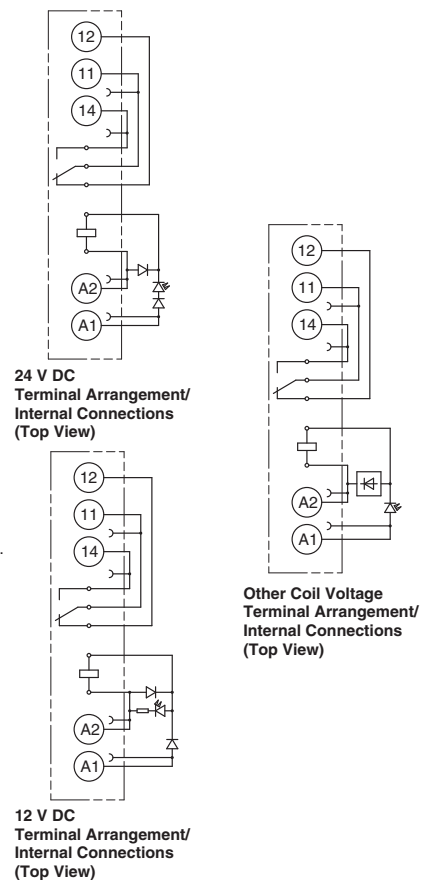 12
11
14
A2
A1
24 V DC
Terminal Arrangement/
Internal Connections
(Top View)
12
11
14
A2
A1
12 V DC
Terminal Arrangement/
Internal Connections
(Top View)
12
11
14
A2
A1
Other Coil Voltage
Terminal Arrangement/
Internal Connections
(Top View)